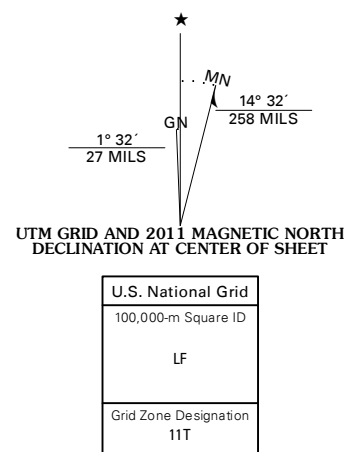 ★
MN
GN
14° 32´
258 MILS
1° 32´
27 MILS
UTM GRID AND 2011 MAGNETIC NORTH
DECLINATION AT CENTER OF SHEET
U.S. National Grid
100,000-m Square ID
LF
Grid Zone Designation
11T